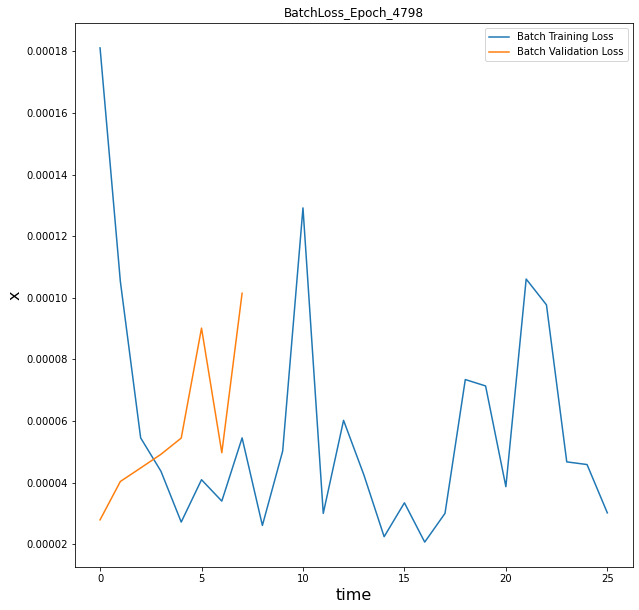 BatchLoss_Epoch_4798
Batch Training Loss
Batch Validation Loss
0.00018
0.00016
0.00014
0.00012
0.00010
0.00008
0.00006
0.00004
0.00002
x
0 5 10 15 20 25
time